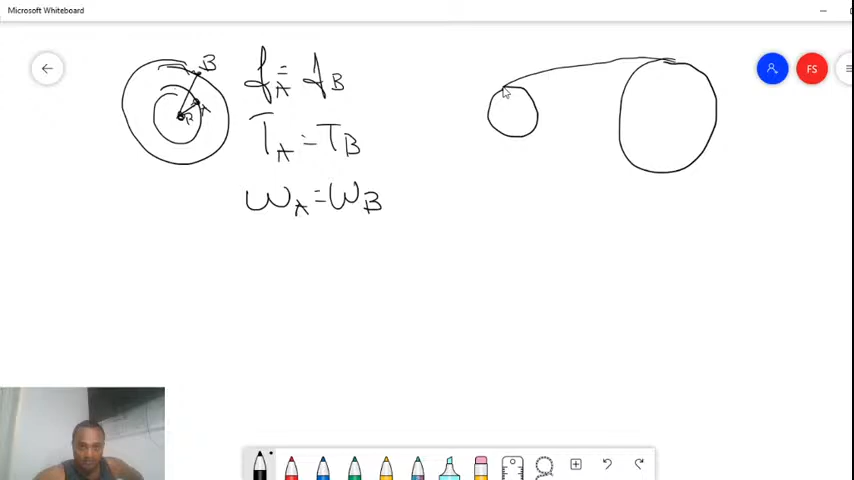 Microsoft Whiteboard
B
A
R
FS
f_A = f_B
T_A = T_B
ω_A = ω_B